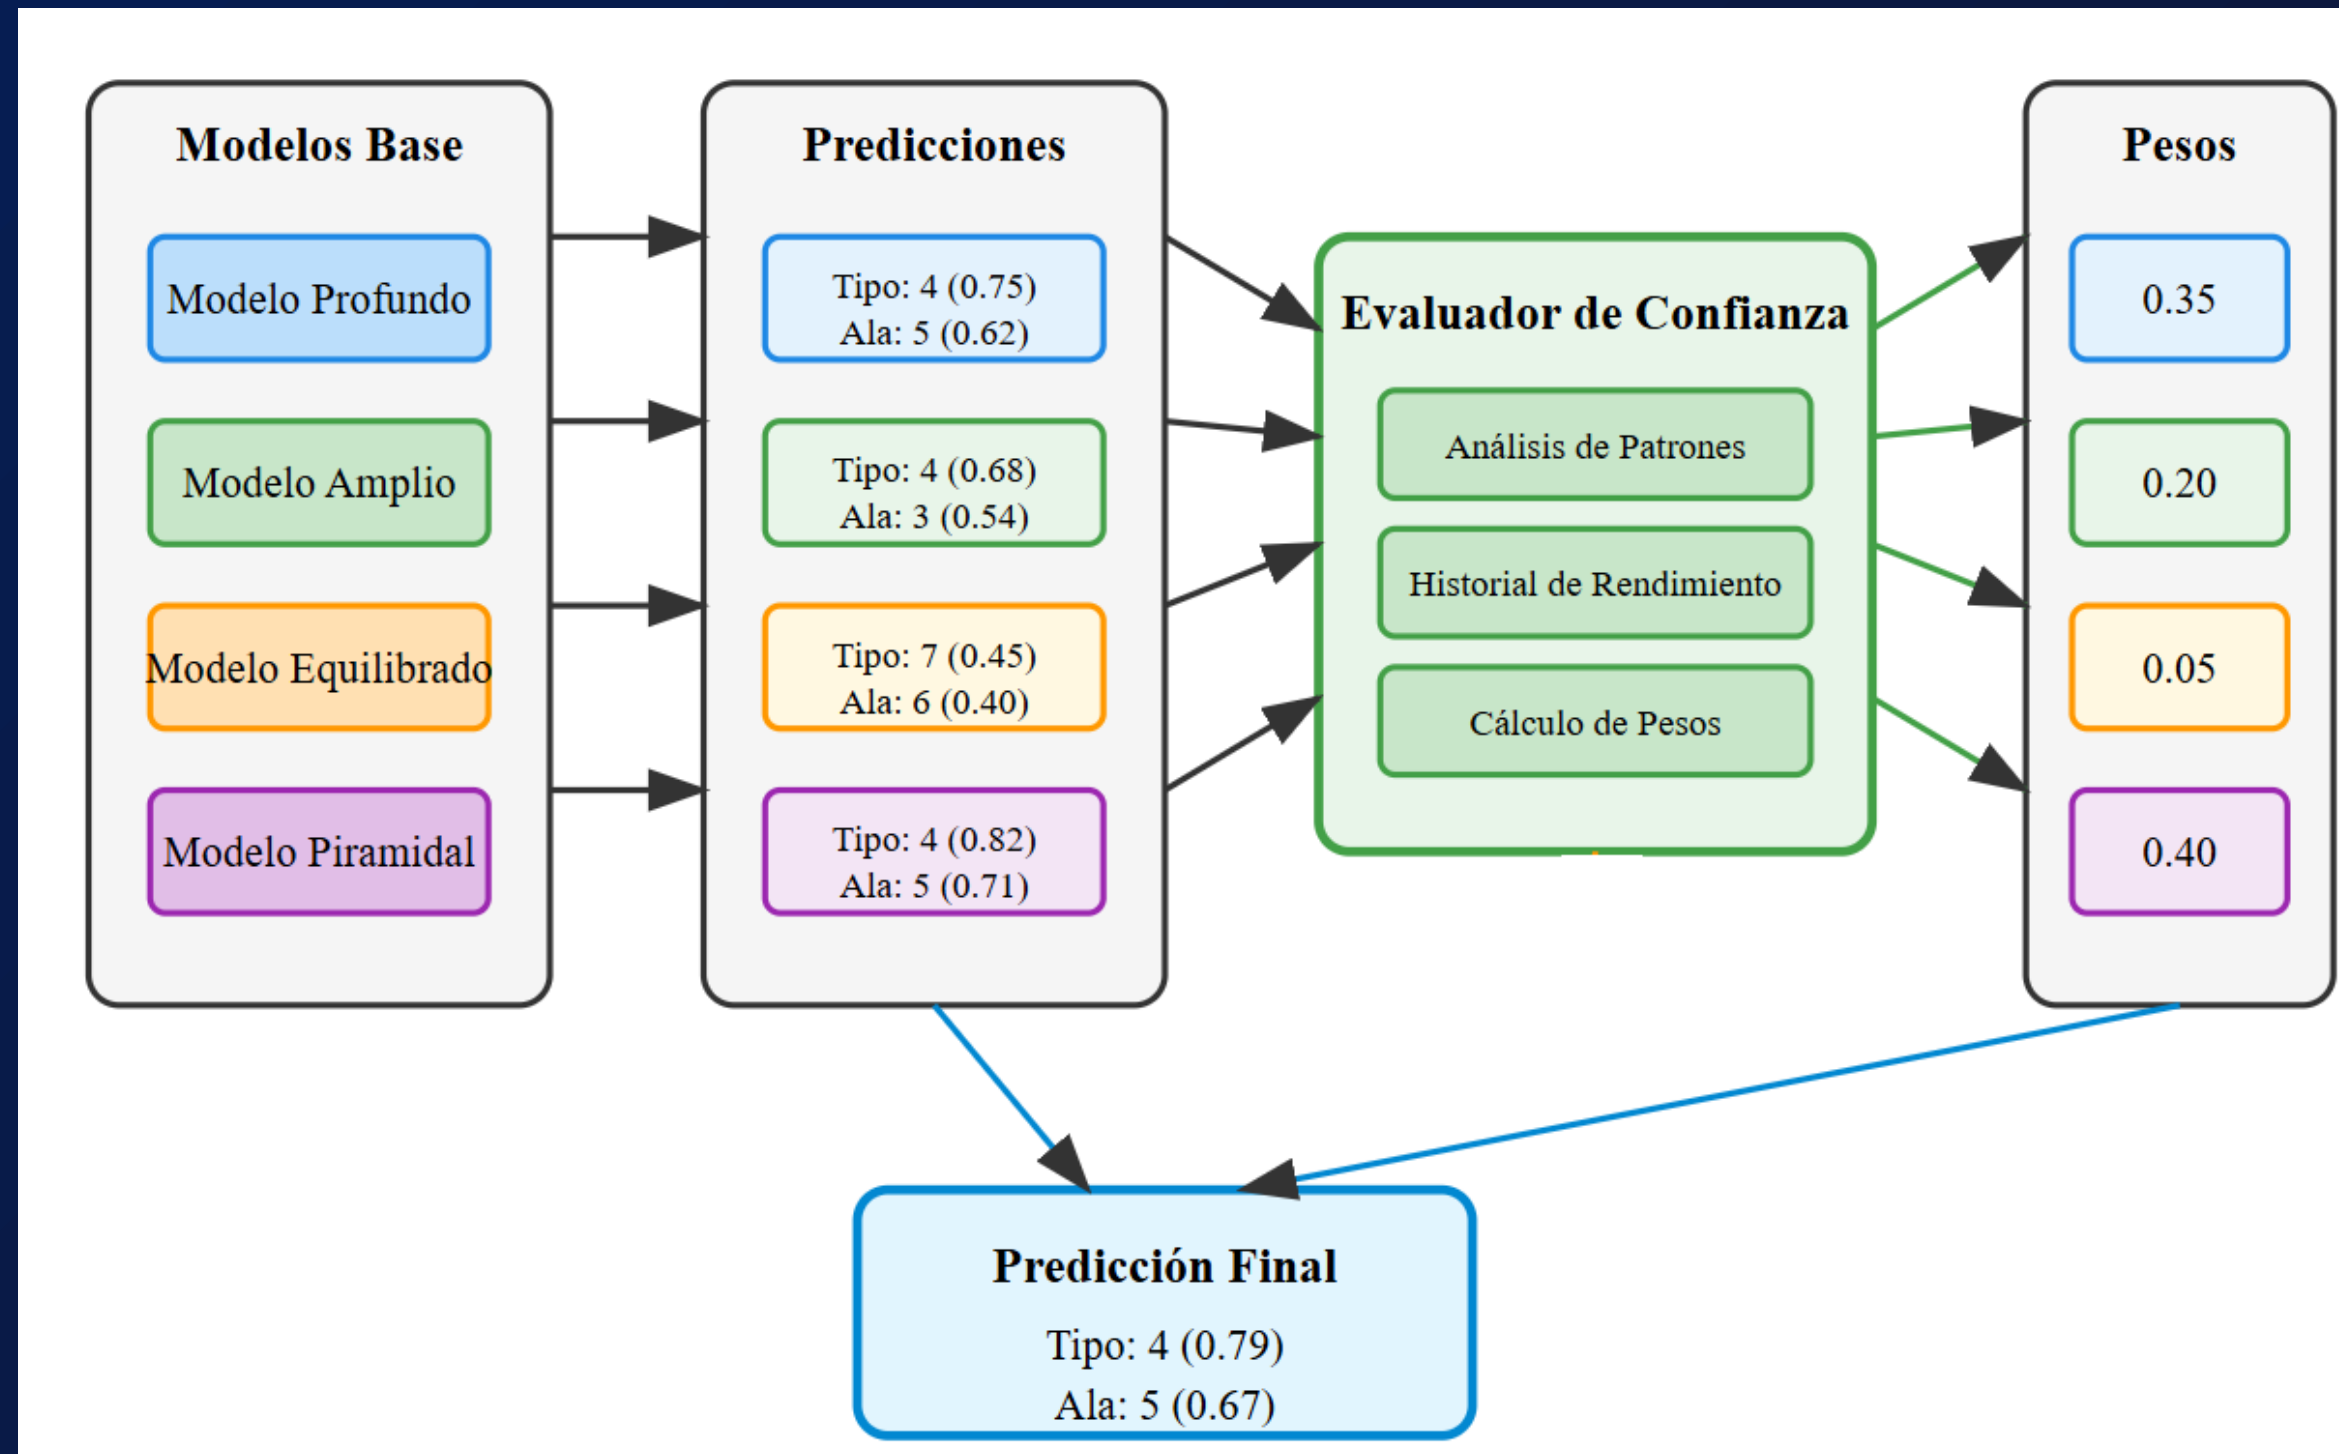 Modelos Base
Modelo Profundo
Modelo Amplio
Modelo Equilibrado
Modelo Piramidal
Predicciones
Tipo: 4 (0.75)
Ala: 5 (0.62)
Tipo: 4 (0.68)
Ala: 3 (0.54)
Tipo: 7 (0.45)
Ala: 6 (0.40)
Tipo: 4 (0.82)
Ala: 5 (0.71)
Evaluador de Confianza
Análisis de Patrones
Historial de Rendimiento
Cálculo de Pesos
Pesos
0.35
0.20
0.05
0.40
Predicción Final
Tipo: 4 (0.79)
Ala: 5 (0.67)